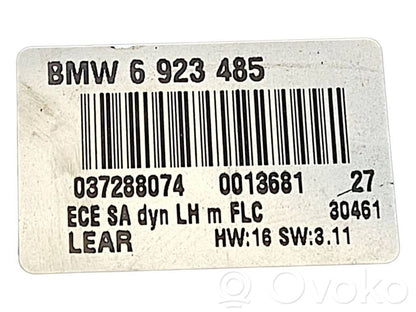 BMW 6 923 485
037288074 0013681 27
ECE SA dyn LH m FLC 30461
LEAR HW:16 SW:3.11
Ovoko